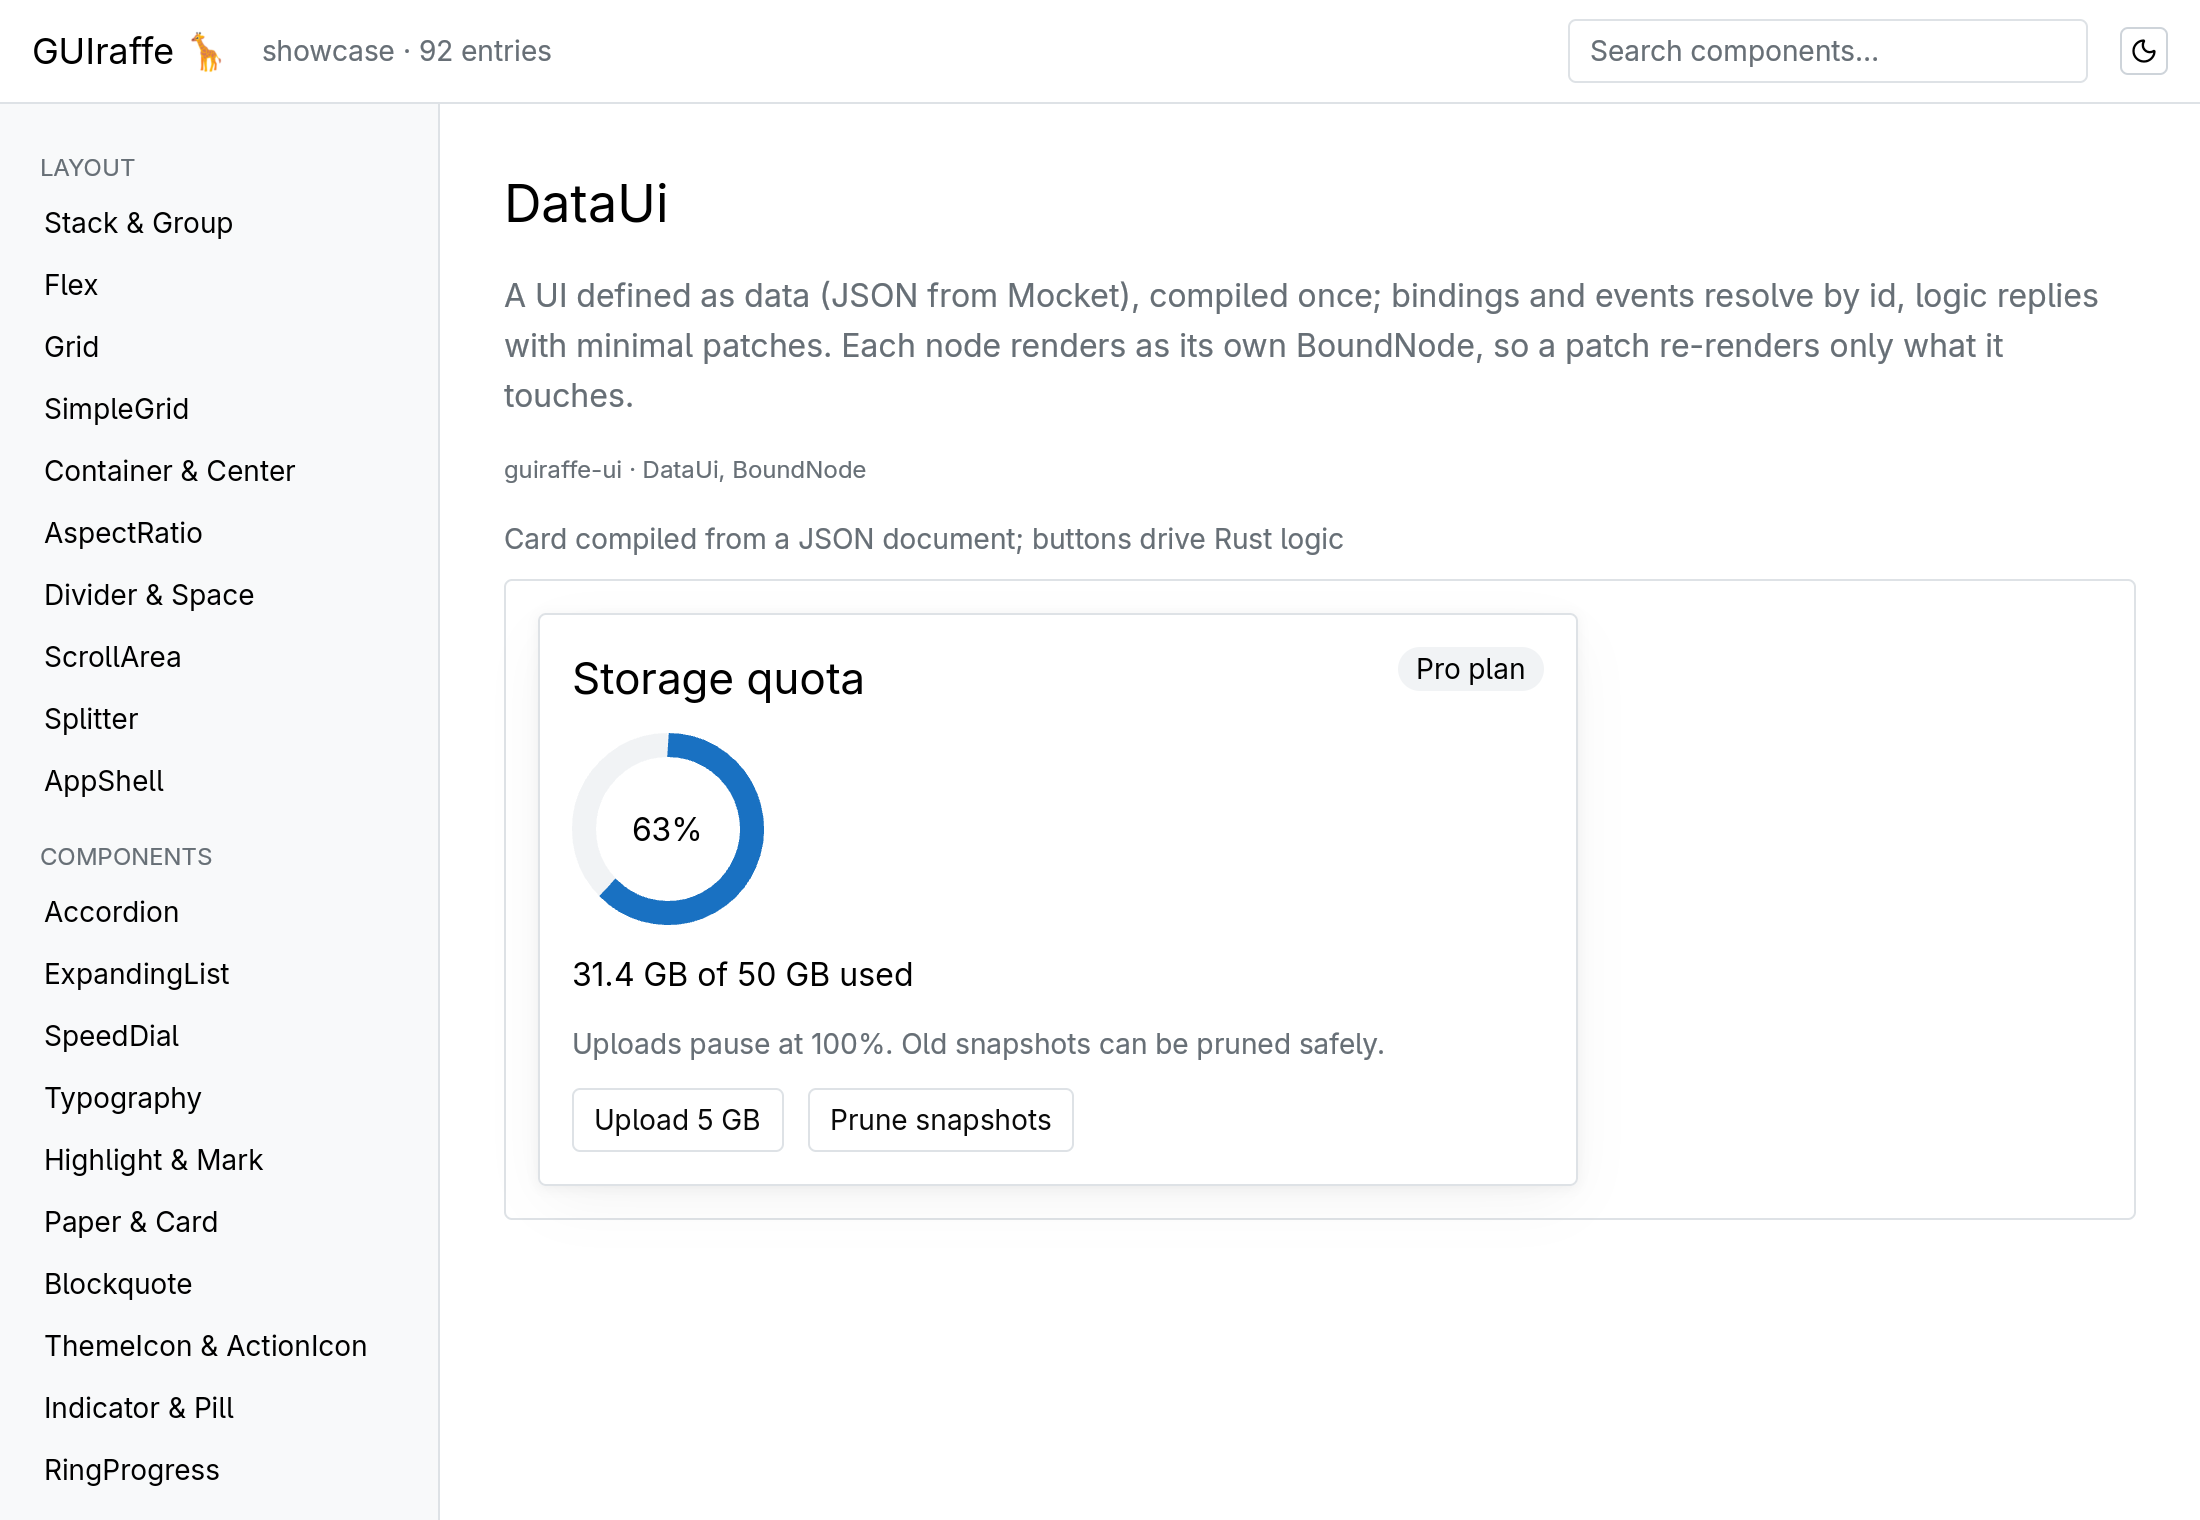 GUIraffe 🦒
showcase · 92 entries
Search components...
LAYOUT
Stack & Group
Flex
Grid
SimpleGrid
Container & Center
AspectRatio
Divider & Space
ScrollArea
Splitter
AppShell
COMPONENTS
Accordion
ExpandingList
SpeedDial
Typography
Highlight & Mark
Paper & Card
Blockquote
ThemeIcon & ActionIcon
Indicator & Pill
RingProgress
DataUi
A UI defined as data (JSON from Mocket), compiled once; bindings and events resolve by id, logic replies
with minimal patches. Each node renders as its own BoundNode, so a patch re-renders only what it
touches.
guiraffe-ui · DataUi, BoundNode
Card compiled from a JSON document; buttons drive Rust logic
Storage quota
Pro plan
63%
31.4 GB of 50 GB used
Uploads pause at 100%. Old snapshots can be pruned safely.
Upload 5 GB
Prune snapshots